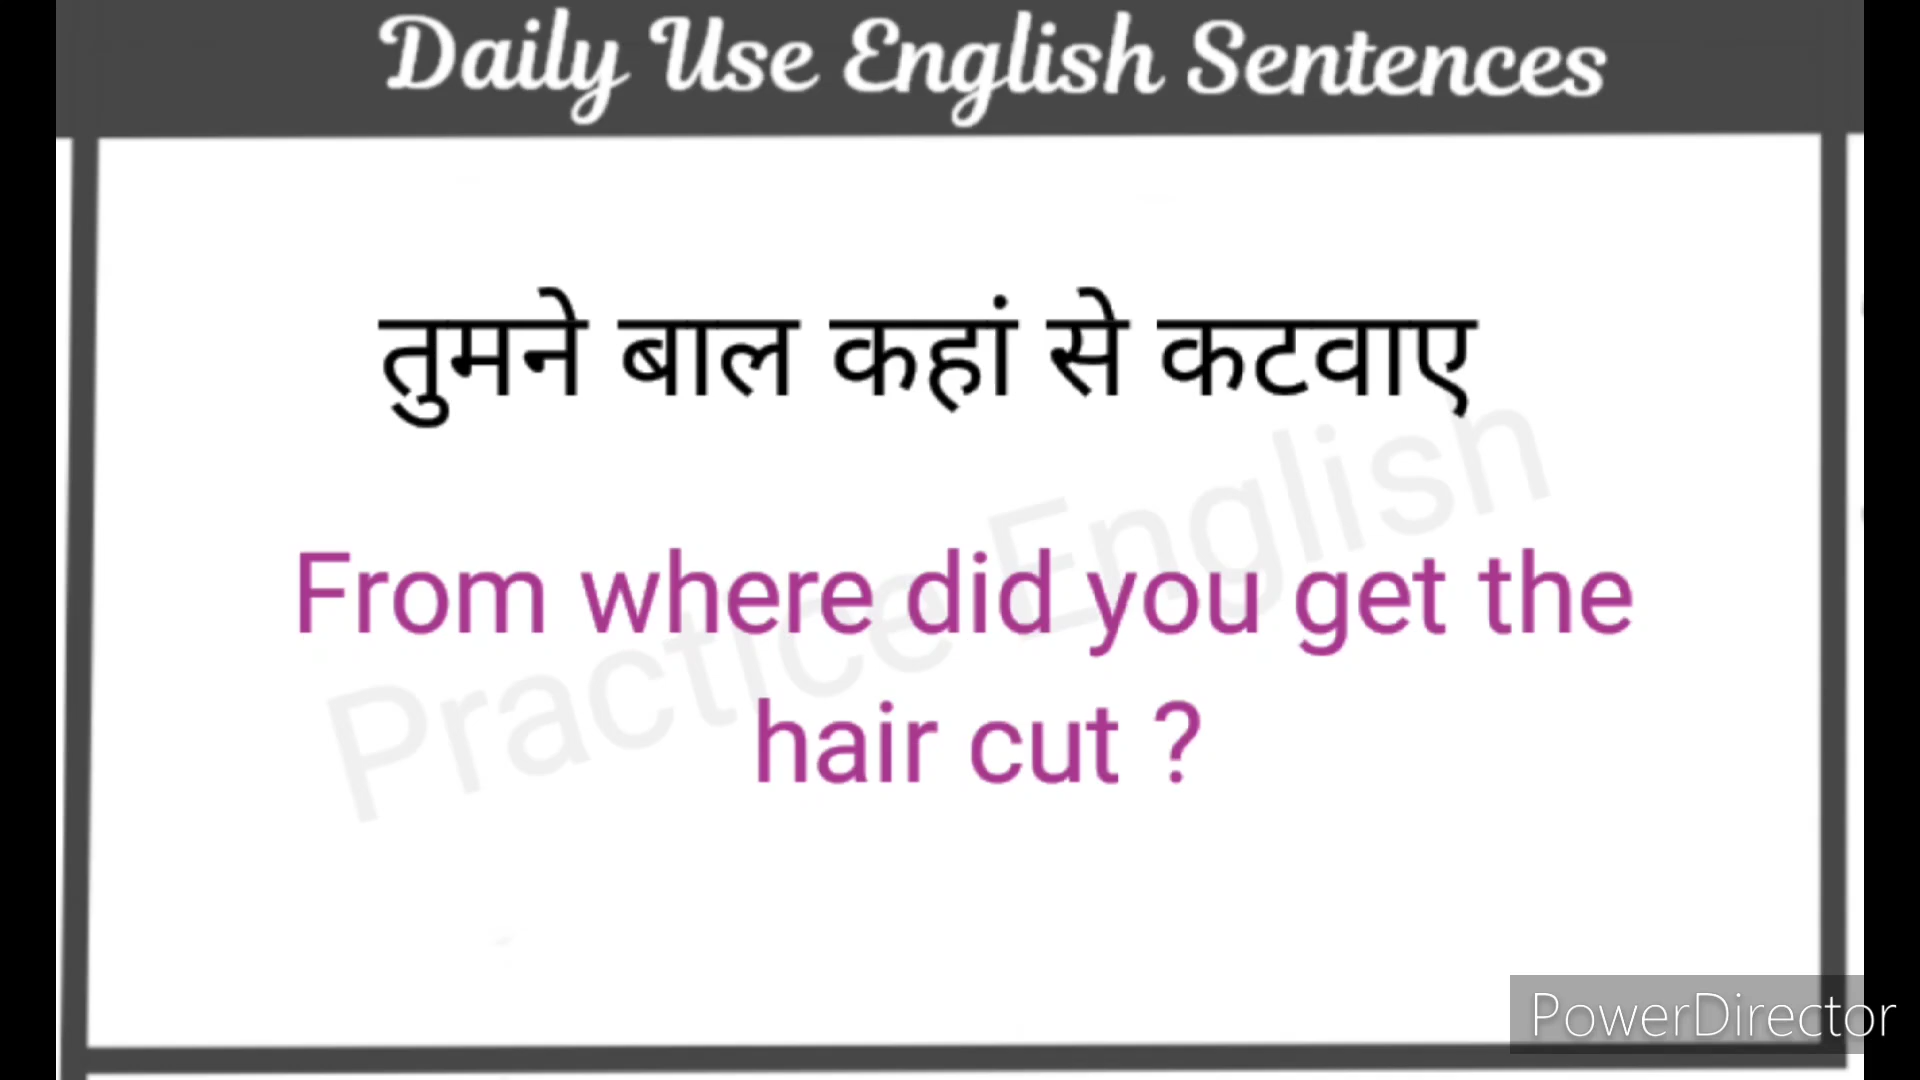 Daily Use English Sentences
तुमने बाल कहां से कटवाए
Practice English
From where did you get the
hair cut ?
PowerDirector